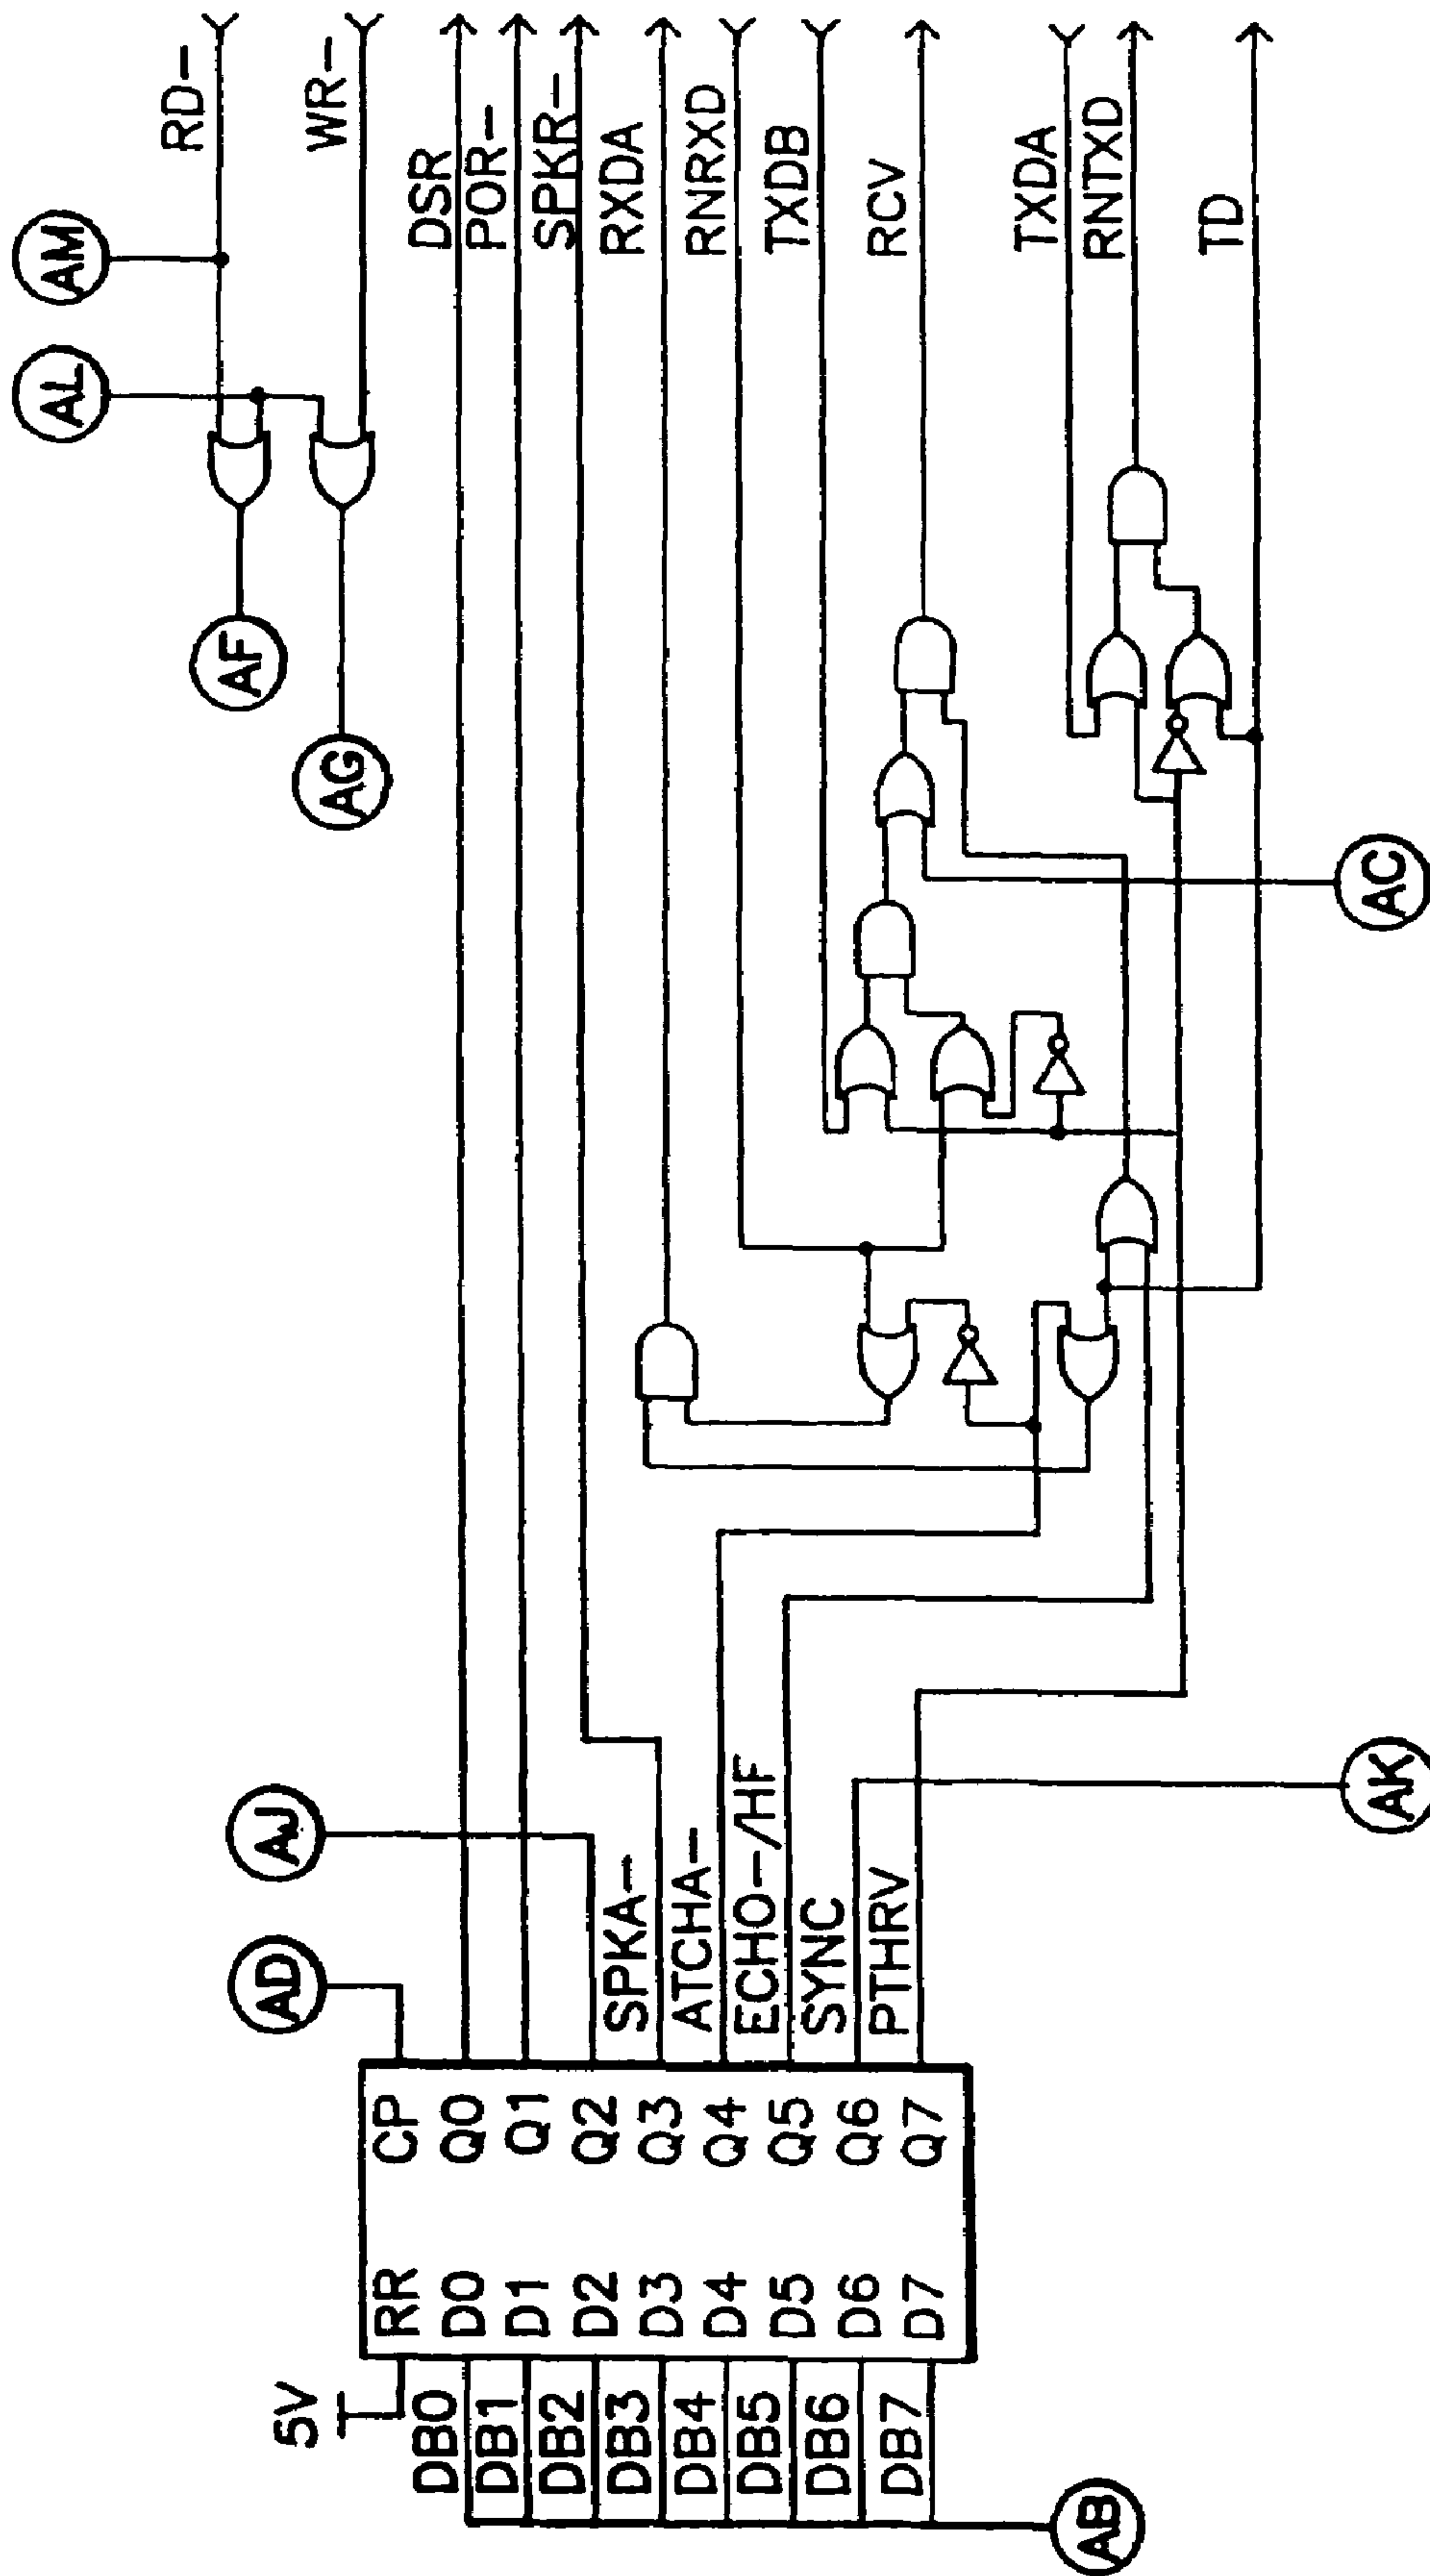 5V
RR
CP
DB0
D0
Q0
DB1
D1
Q1
DB2
D2
Q2
DB3
D3
Q3
DB4
D4
Q4
DB5
D5
Q5
DB6
D6
Q6
DB7
D7
Q7
AB
AD
AJ
SPKA-
ATCHA-
ECHO-/HF
SYNC
PTHRV
AK
AC
AG
AF
AL
AM
RD-
WR-
DSR
POR-
SPKR-
RXDA
RNRXD
TXDB
RCV
TXDA
RNTXD
TD